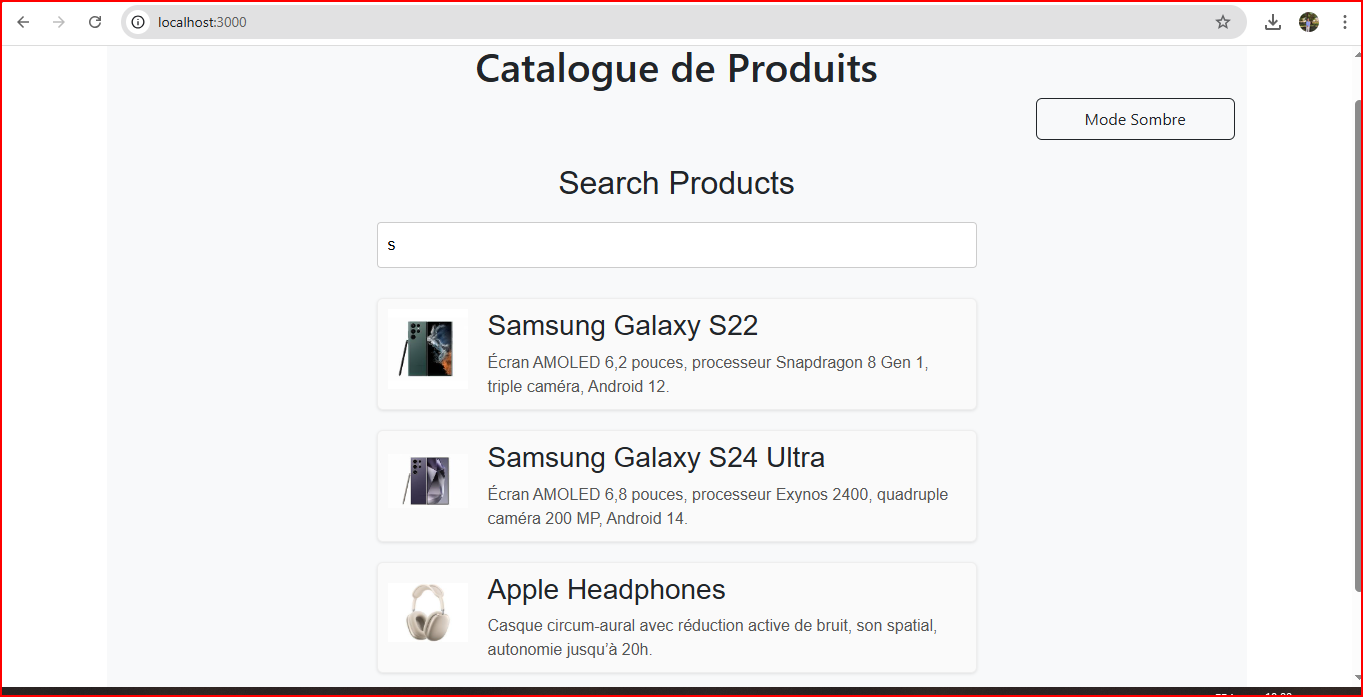 localhost:3000
Catalogue de Produits
Mode Sombre
Search Products
s
Samsung Galaxy S22
Écran AMOLED 6,2 pouces, processeur Snapdragon 8 Gen 1,
triple caméra, Android 12.
Samsung Galaxy S24 Ultra
Écran AMOLED 6,8 pouces, processeur Exynos 2400, quadruple
caméra 200 MP, Android 14.
Apple Headphones
Casque circum-aural avec réduction active de bruit, son spatial,
autonomie jusqu’à 20h.